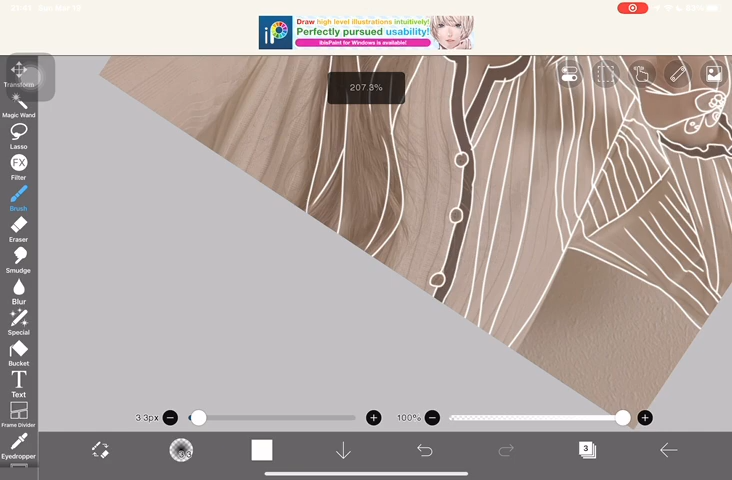 Draw high level illustrations intuitively!
Perfectly pursued usability!
ibisPaint for Windows is available!
207.3%
Transform
Magic Wand
Lasso
FX
Filter
Brush
Eraser
Smudge
Blur
Special
Bucket
T
Text
Frame Divider
Eyedropper
3.3px
100%
3